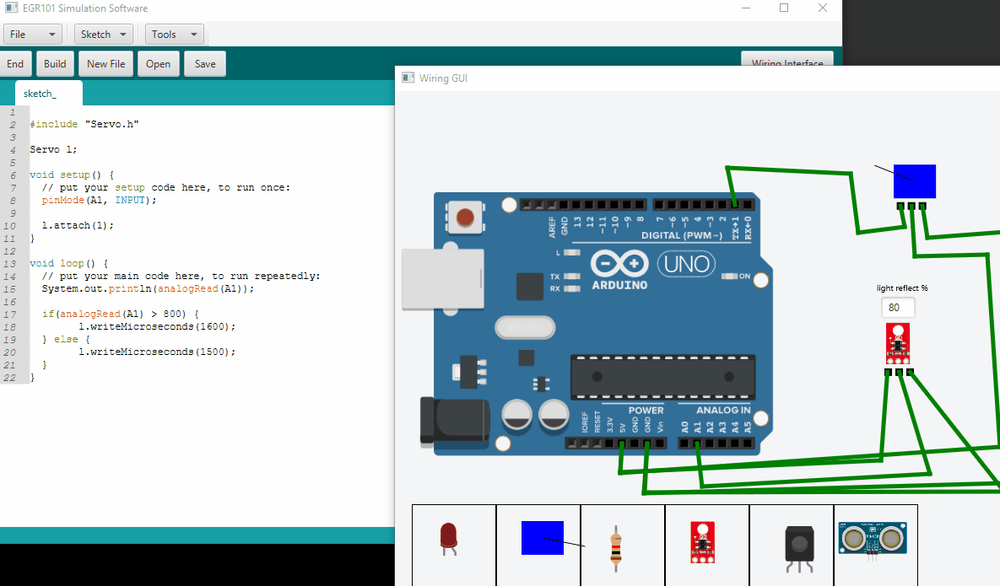 EGR101 Simulation Software
File Sketch Tools
End Build New File Open Save Wiring Interface
sketch_
Wiring GUI
1
2 #include "Servo.h"
3
4 Servo l;
5
6 void setup() {
7 // put your setup code here, to run once:
8 pinMode(A1, INPUT);
9
10 l.attach(1);
11 }
12
13 void loop() {
14 // put your main code here, to run repeatedly:
15 System.out.println(analogRead(A1));
16
17 if(analogRead(A1) > 800) {
18 l.writeMicroseconds(1600);
19 } else {
20 l.writeMicroseconds(1500);
21 }
22 }
AREF GND 13 12 ~11 ~10 ~9 8 7 ~6 ~5 4 ~3 2 TX→1 RX←0
DIGITAL (PWM~)
L
TX
RX
UNO
ON
ARDUINO
light reflect %
80
POWER ANALOG IN
IOREF RESET 3.3V 5V GND GND Vin A0 A1 A2 A3 A4 A5